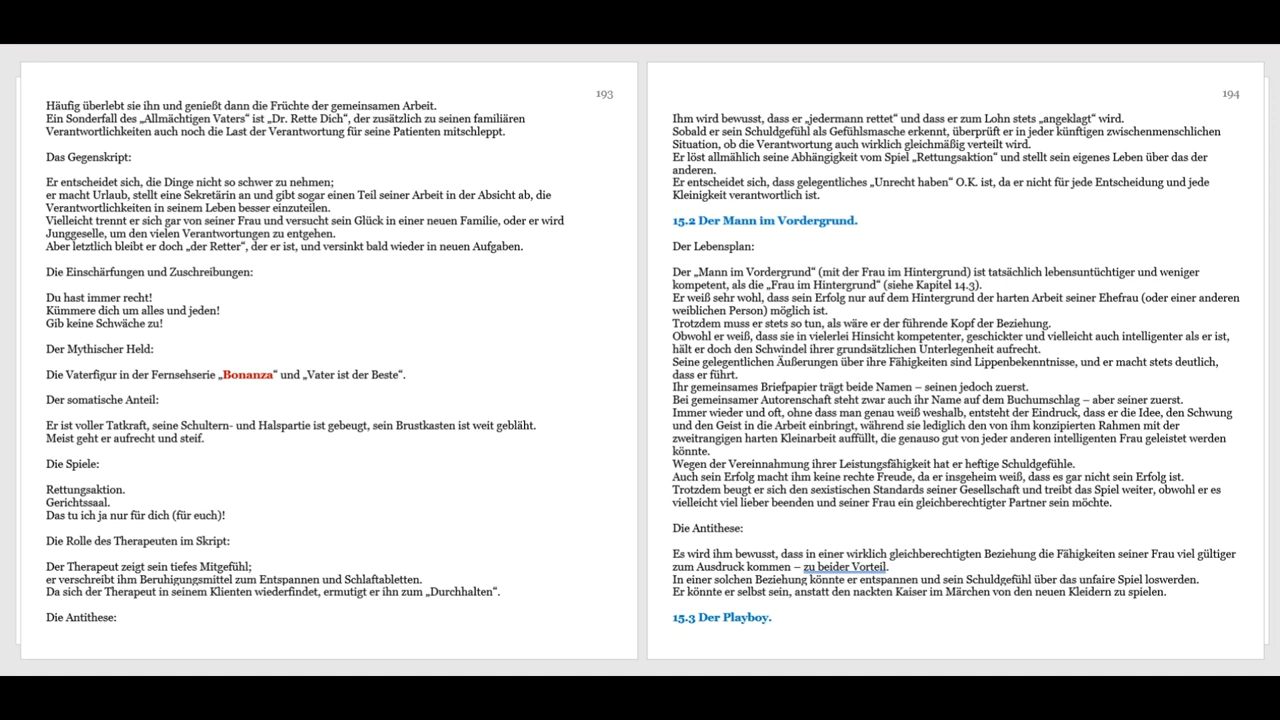 193
Häufig überlebt sie ihn und genießt dann die Früchte der gemeinsamen Arbeit.
Ein Sonderfall des „Allmächtigen Vaters“ ist „Dr. Rette Dich“, der zusätzlich zu seinen familiären
Verantwortlichkeiten auch noch die Last der Verantwortung für seine Patienten mitschleppt.
Das Gegenskript:
Er entscheidet sich, die Dinge nicht so schwer zu nehmen;
er macht Urlaub, stellt eine Sekretärin an und gibt sogar einen Teil seiner Arbeit in der Absicht ab, die
Verantwortlichkeiten in seinem Leben besser einzuteilen.
Vielleicht trennt er sich gar von seiner Frau und versucht sein Glück in einer neuen Familie, oder er wird
Junggeselle, um den vielen Verantwortungen zu entgehen.
Aber letztlich bleibt er doch „der Retter“, der er ist, und versinkt bald wieder in neuen Aufgaben.
Die Einschärfungen und Zuschreibungen:
Du hast immer recht!
Kümmere dich um alles und jeden!
Gib keine Schwäche zu!
Der Mythischer Held:
Die Vaterfigur in der Fernsehserie „Bonanza“ und „Vater ist der Beste“.
Der somatische Anteil:
Er ist voller Tatkraft, seine Schultern- und Halspartie ist gebeugt, sein Brustkasten ist weit gebläht.
Meist geht er aufrecht und steif.
Die Spiele:
Rettungsaktion.
Gerichtssaal.
Das tu ich ja nur für dich (für euch)!
Die Rolle des Therapeuten im Skript:
Der Therapeut zeigt sein tiefes Mitgefühl;
er verschreibt ihm Beruhigungsmittel zum Entspannen und Schlaftabletten.
Da sich der Therapeut in seinem Klienten wiederfindet, ermutigt er ihn zum „Durchhalten“.
Die Antithese:
194
Ihm wird bewusst, dass er „jedermann rettet“ und dass er zum Lohn stets „angeklagt“ wird.
Sobald er sein Schuldgefühl als Gefühlsmasche erkennt, überprüft er in jeder künftigen zwischenmenschlichen
Situation, ob die Verantwortung auch wirklich gleichmäßig verteilt wird.
Er löst allmählich seine Abhängigkeit vom Spiel „Rettungsaktion“ und stellt sein eigenes Leben über das der
anderen.
Er entscheidet sich, dass gelegentliches „Unrecht haben“ O.K. ist, da er nicht für jede Entscheidung und jede
Kleinigkeit verantwortlich ist.
15.2 Der Mann im Vordergrund.
Der Lebensplan:
Der „Mann im Vordergrund“ (mit der Frau im Hintergrund) ist tatsächlich lebensuntüchtiger und weniger
kompetent, als die „Frau im Hintergrund“ (siehe Kapitel 14.3).
Er weiß sehr wohl, dass sein Erfolg nur auf dem Hintergrund der harten Arbeit seiner Ehefrau (oder einer anderen
weiblichen Person) möglich ist.
Trotzdem muss er stets so tun, als wäre er der führende Kopf der Beziehung.
Obwohl er weiß, dass sie in vielerlei Hinsicht kompetenter, geschickter und vielleicht auch intelligenter als er ist,
hält er doch den Schwindel ihrer grundsätzlichen Unterlegenheit aufrecht.
Seine gelegentlichen Äußerungen über ihre Fähigkeiten sind Lippenbekenntnisse, und er macht stets deutlich,
dass er führt.
Ihr gemeinsames Briefpapier trägt beide Namen – seinen jedoch zuerst.
Bei gemeinsamer Autorenschaft steht zwar auch ihr Name auf dem Buchumschlag – aber seiner zuerst.
Immer wieder und oft, ohne dass man genau weiß weshalb, entsteht der Eindruck, dass er die Idee, den Schwung
und den Geist in die Arbeit einbringt, während sie lediglich den von ihm konzipierten Rahmen mit der
zweitrangigen harten Kleinarbeit auffüllt, die genauso gut von jeder anderen intelligenten Frau geleistet werden
könnte.
Wegen der Vereinnahmung ihrer Leistungsfähigkeit hat er heftige Schuldgefühle.
Auch sein Erfolg macht ihm keine rechte Freude, da er insgeheim weiß, dass es gar nicht sein Erfolg ist.
Trotzdem beugt er sich den sexistischen Standards seiner Gesellschaft und treibt das Spiel weiter, obwohl er es
vielleicht viel lieber beenden und seiner Frau ein gleichberechtigter Partner sein möchte.
Die Antithese:
Es wird ihm bewusst, dass in einer wirklich gleichberechtigten Beziehung die Fähigkeiten seiner Frau viel gültiger
zum Ausdruck kommen – zu beider Vorteil.
In einer solchen Beziehung könnte er entspannen und sein Schuldgefühl über das unfaire Spiel loswerden.
Er könnte er selbst sein, anstatt den nackten Kaiser im Märchen von den neuen Kleidern zu spielen.
15.3 Der Playboy.